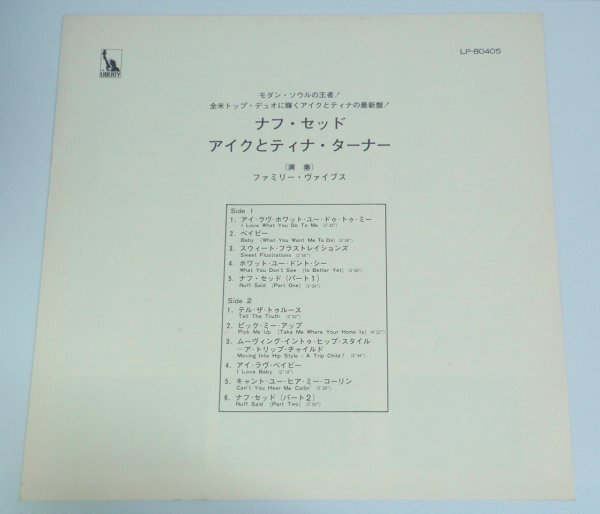 LIBERTY
LP-80405
モダン・ソウルの王者!
全米トップ・デュオに輝くアイクとティナの最新盤!
ナフ・セッド
アイクとティナ・ターナー
(演 奏)
ファミリー・ヴァイブス
Side 1
1. アイ・ラヴ・ホワット・ユー・ドゥ・トゥ・ミー
I Love What You Do To Me
2. ベイビー
Baby (What You Want Me To Do)
3. スウィート・フラストレイションズ
Sweet Flustrations
4. ホワット・ユー・ドント・シー
What You Don't See (Is Better Yet)
5. ナフ・セッド (パート1)
Nuff Said (Part One)
Side 2
1. テル・ザ・トゥルース
Tell The Truth
2. ピック・ミー・アップ
Pick Me Up (Take Me Where Your Home Is)
3. ムーヴィング・イントゥ・ヒップ・スタイル
—ア・トリップ・チャイルド
Moving Into Hip Style - A Trip Child!
4. アイ・ラヴ・ベイビー
I Love Baby
5. キャント・ユー・ヒア・ミー・コーリン
Can't You Hear Me Callin'
6. ナフ・セッド (パート2)
Nuff Said (Part Two)